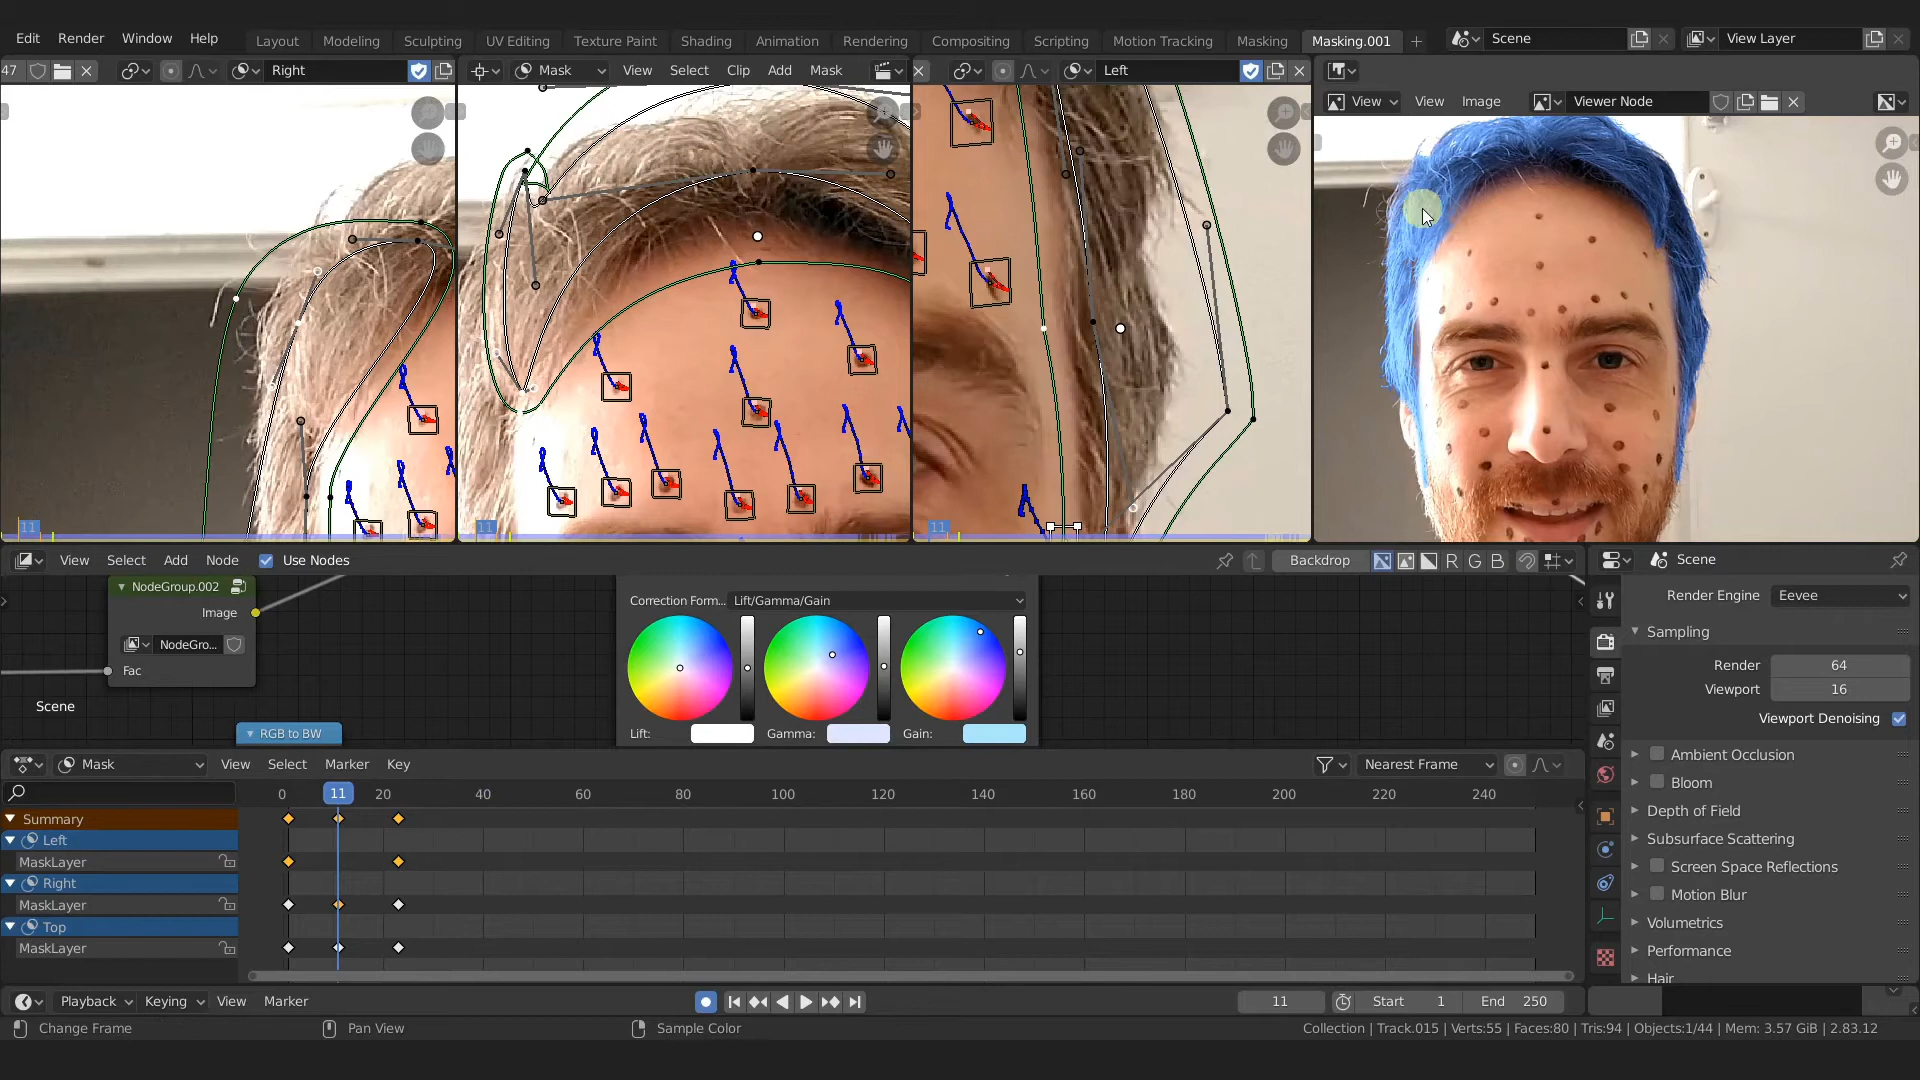 Edit Render Window Help Layout Modeling Sculpting UV Editing Texture Paint Shading Animation Rendering Compositing Scripting Motion Tracking Masking Masking.001 + Scene View Layer
47 Right Mask View Select Clip Add Mask Left
View View Image Viewer Node
11 11 11
View Select Add Node Use Nodes Backdrop R G B Scene
NodeGroup.002
Image
NodeGro...
Fac
Scene
RGB to BW
Correction Form... Lift/Gamma/Gain
Lift: Gamma: Gain:
Render Engine Eevee
Sampling
Render 64
Viewport 16
Viewport Denoising
Ambient Occlusion
Bloom
Depth of Field
Subsurface Scattering
Screen Space Reflections
Motion Blur
Volumetrics
Performance
Hair
Mask View Select Marker Key Nearest Frame
0 11 20 40 60 80 100 120 140 160 180 200 220 240
Summary
Left
MaskLayer
Right
MaskLayer
Top
MaskLayer
Playback Keying View Marker 11 Start 1 End 250
Change Frame Pan View Sample Color Collection | Track.015 | Verts:55 | Faces:80 | Tris:94 | Objects:1/44 | Mem: 3.57 GiB | 2.83.12